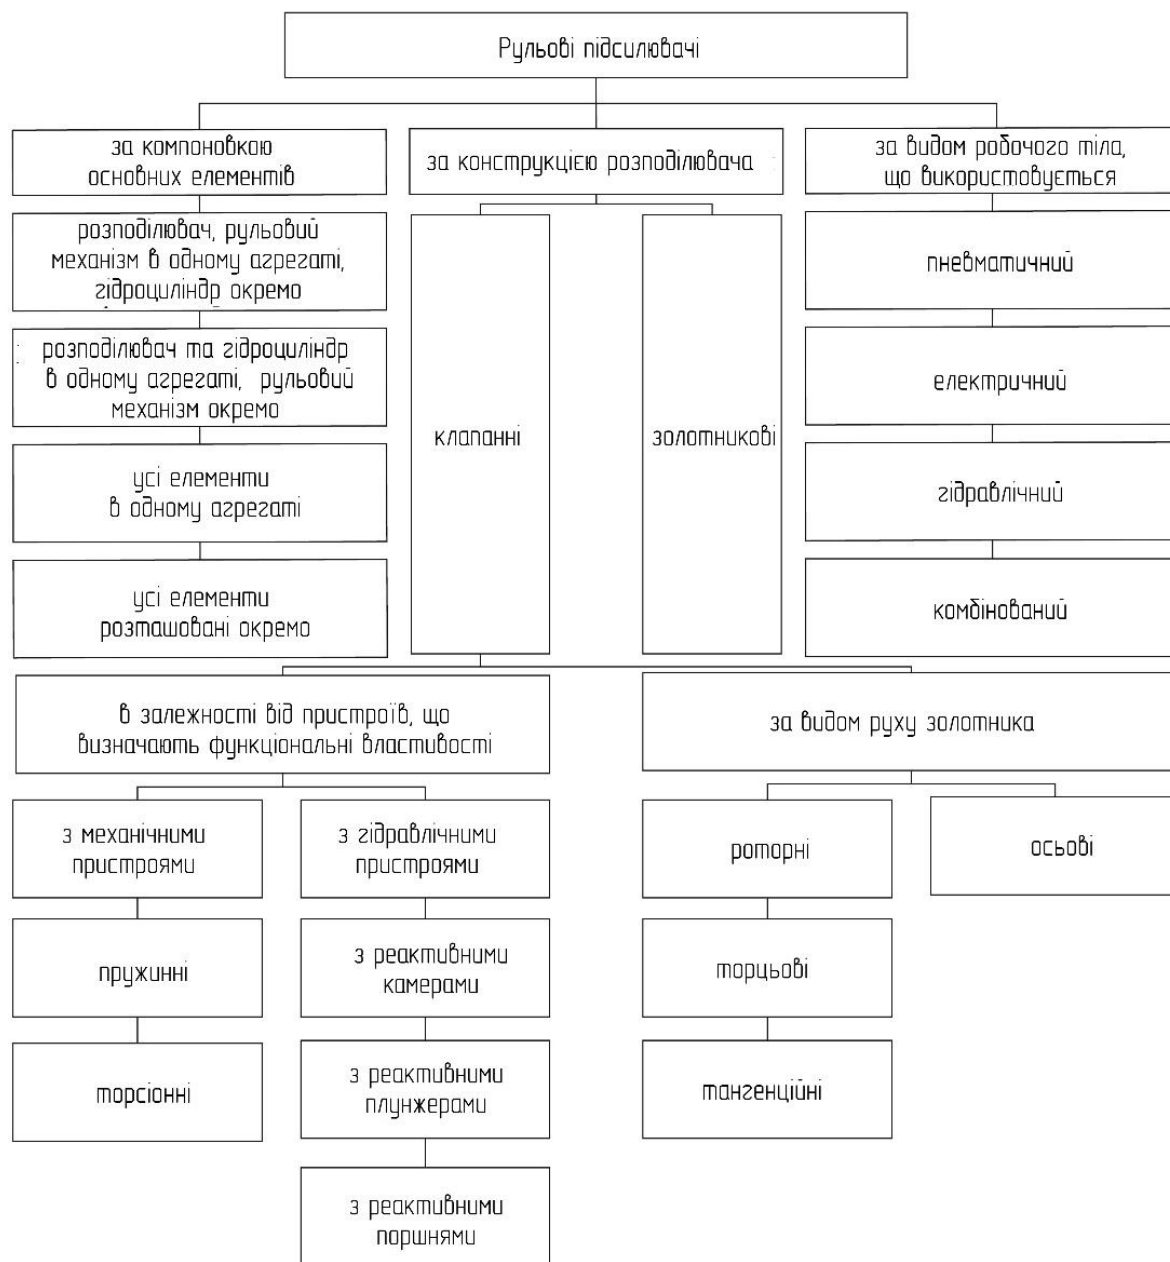 Рульові підсилювачі
за компоновкою
основних елементів
розподілювач, рульовий
механізм в одному агрегаті,
гідроциліндр окремо
розподілювач та гідроциліндр
в одному агрегаті, рульовий
механізм окремо
усі елементи
в одному агрегаті
усі елементи
розташовані окремо
за конструкцією розподілювача
клапанні
золотникові
за видом робочого тіла,
що використовується
пневматичний
електричний
гідравлічний
комбінований
в залежності від пристроїв, що
визначають функціональні властивості
з механічними
пристроями
пружинні
торсіонні
з гідравлічними
пристроями
з реактивними
камерами
з реактивними
плунжерами
з реактивними
поршнями
за видом руху золотника
роторні
торцьові
тангенційні
осьові